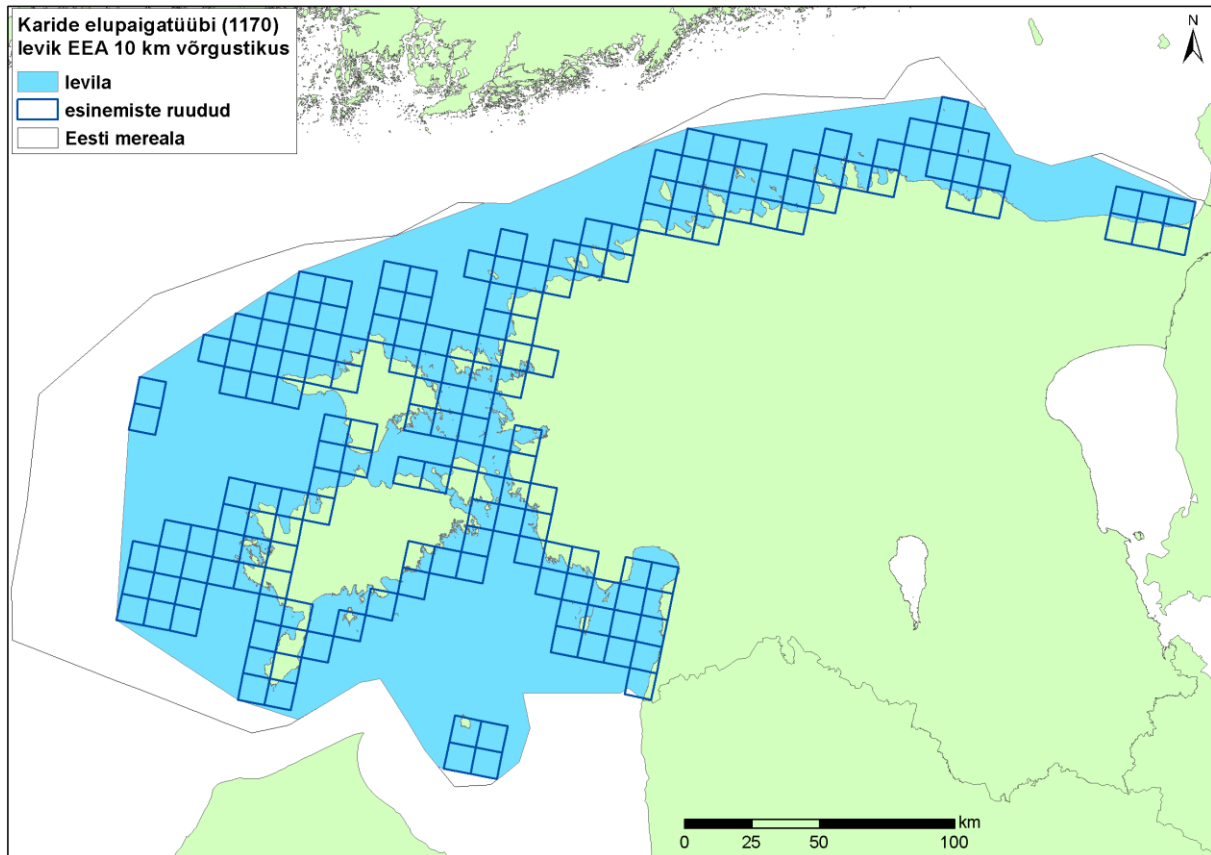 Karide elupaigatüübi (1170)
levik EEA 10 km võrgustikus
levila
esinemiste ruudud
Eesti mereala
N
km
0 25 50 100